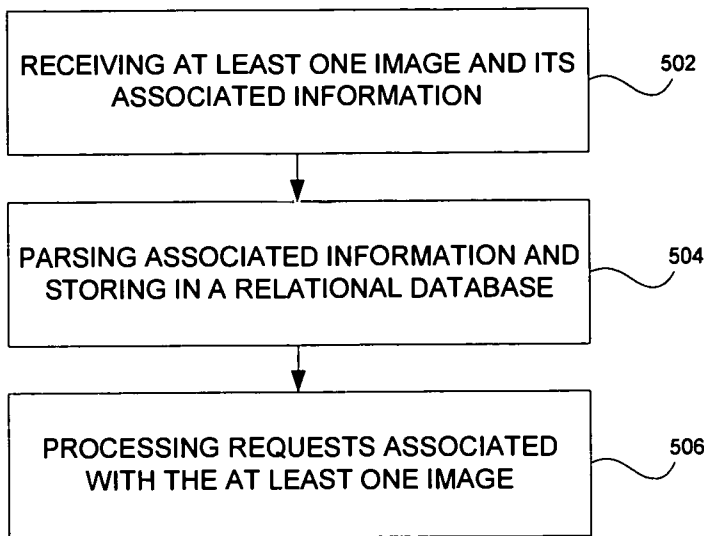 RECEIVING AT LEAST ONE IMAGE AND ITS
ASSOCIATED INFORMATION
502
PARSING ASSOCIATED INFORMATION AND
STORING IN A RELATIONAL DATABASE
504
PROCESSING REQUESTS ASSOCIATED
WITH THE AT LEAST ONE IMAGE
506